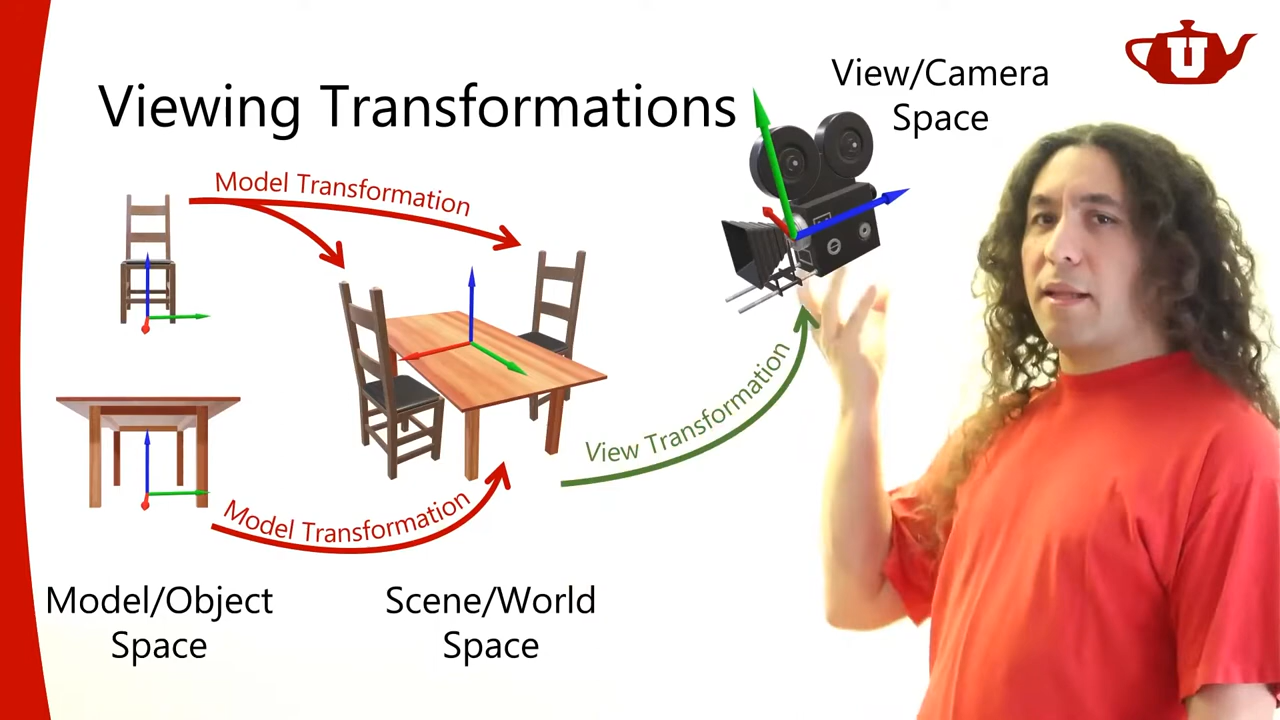 Viewing Transformations
View/Camera
Space
U
Model Transformation
View Transformation
Model Transformation
Model/Object
Space
Scene/World
Space